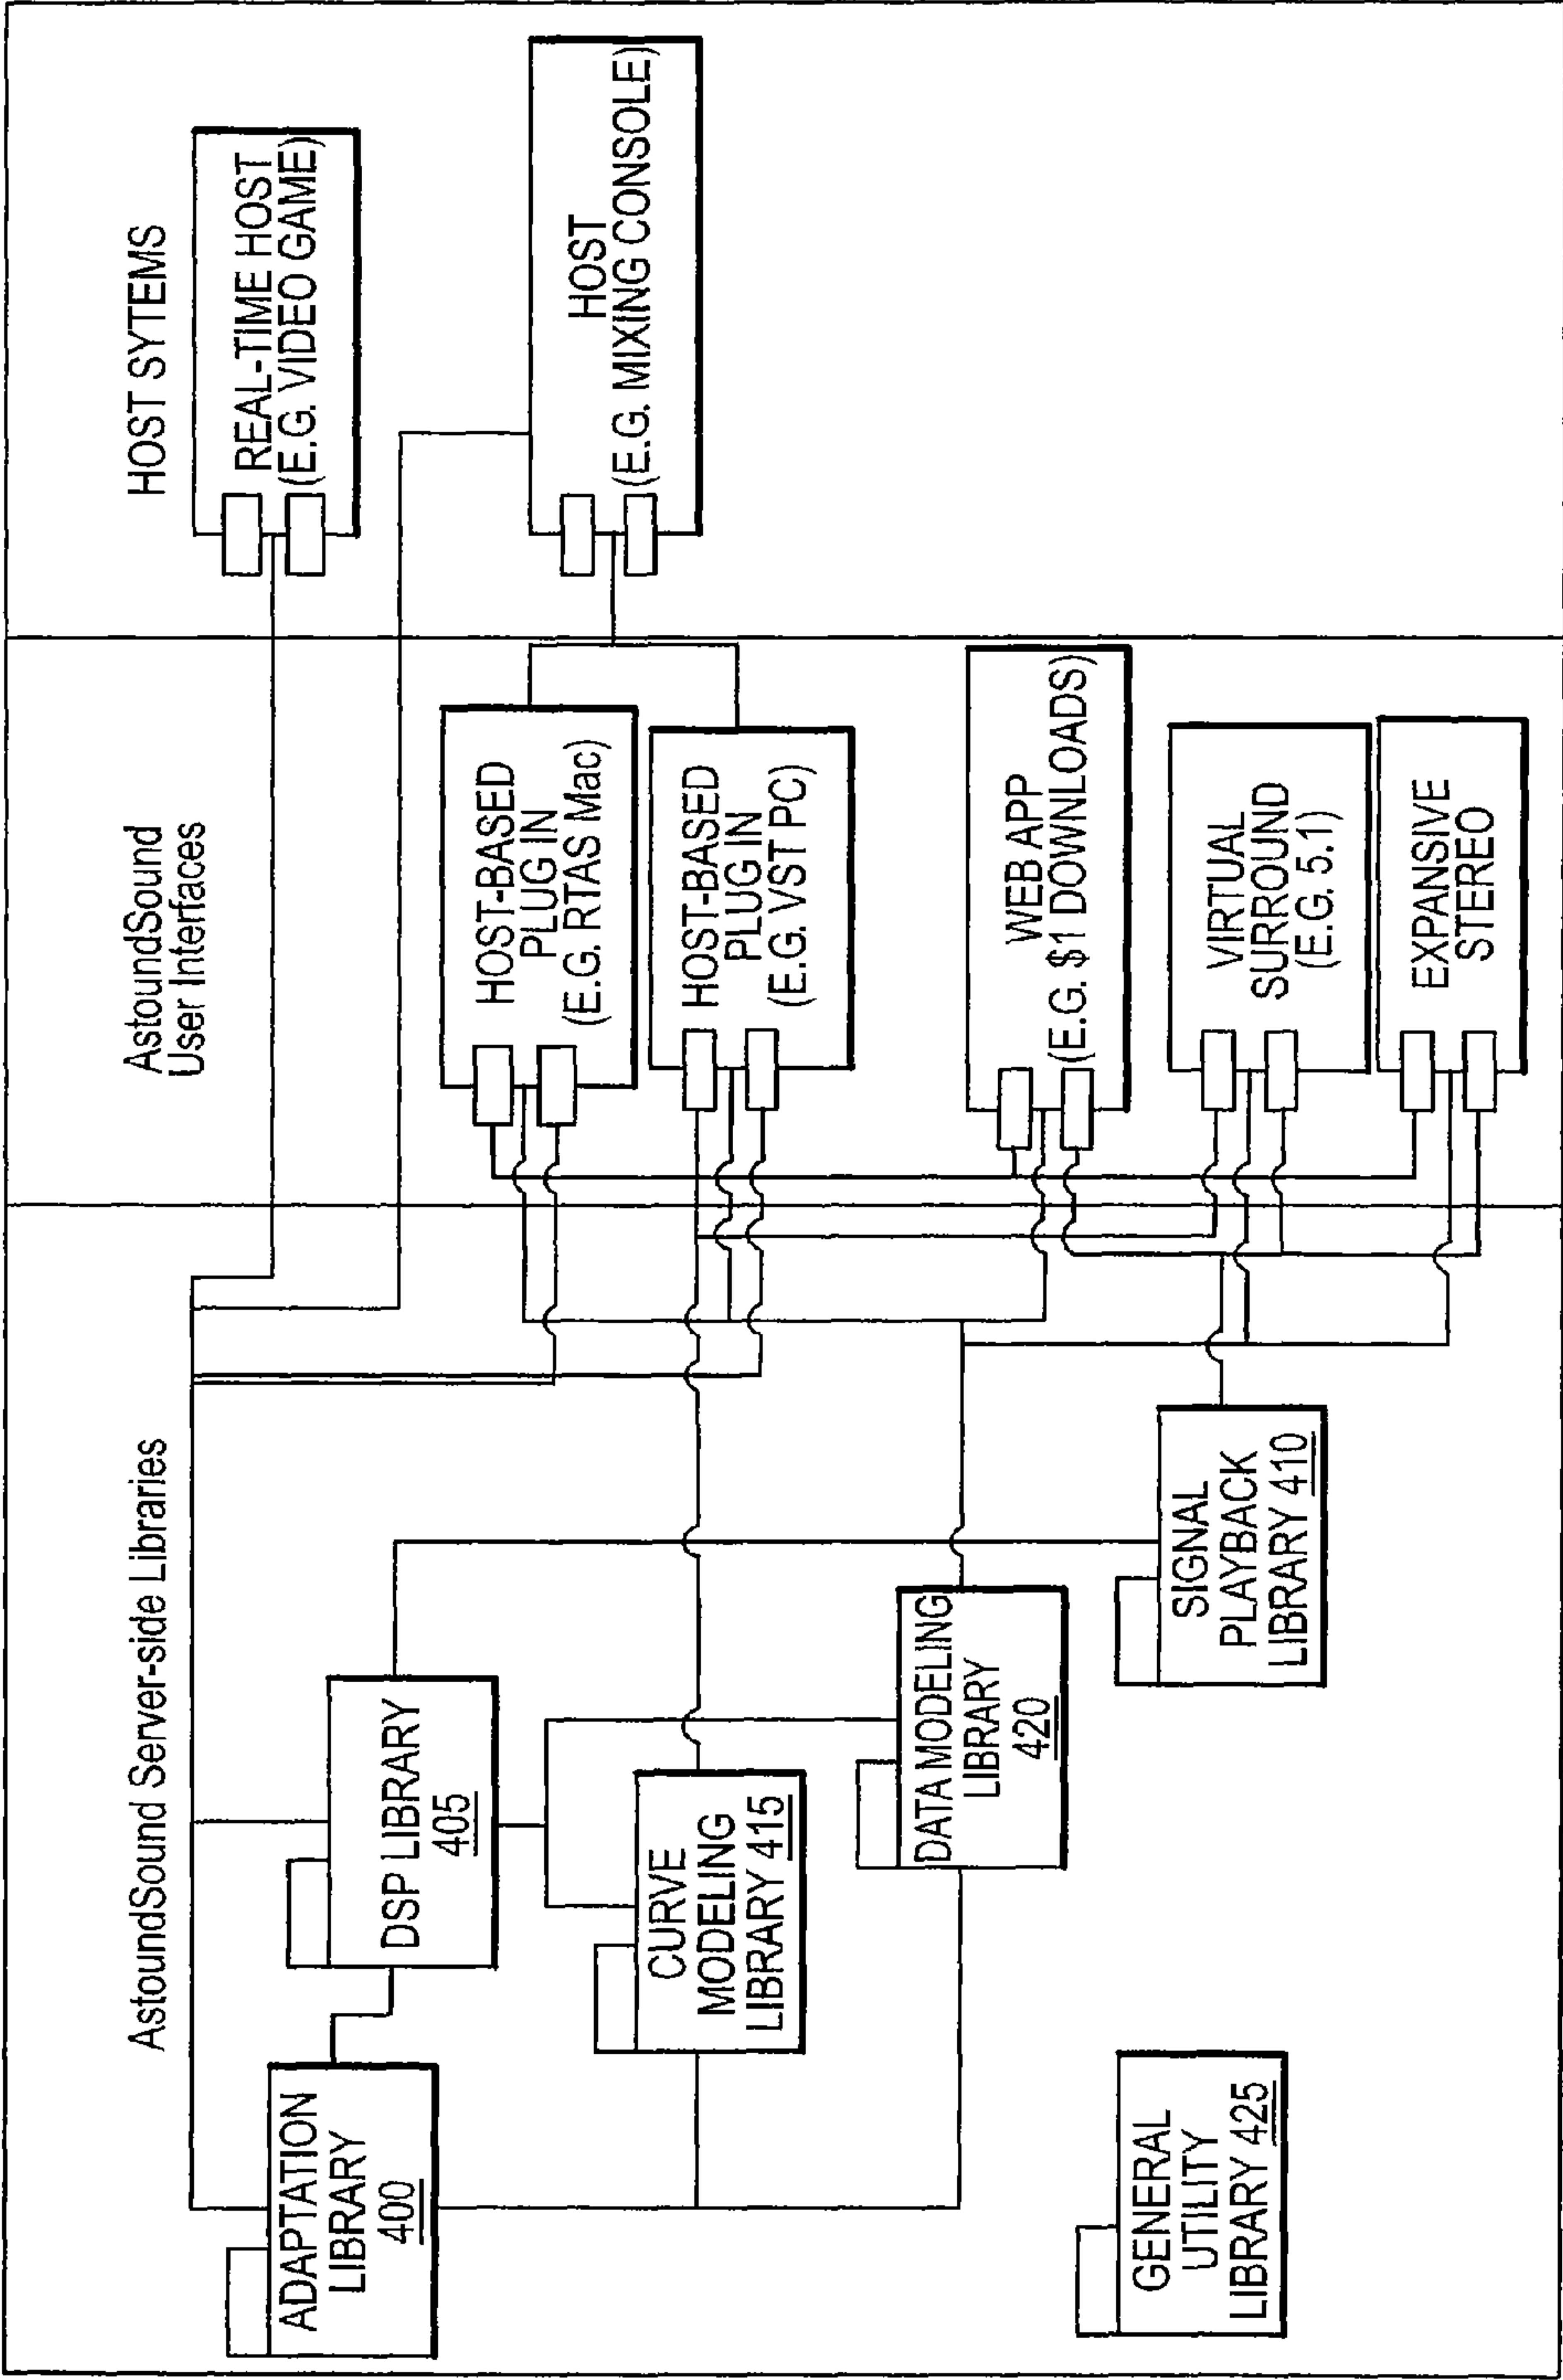 AstoundSound Server-side Libraries
ADAPTATION
LIBRARY
400
DSP LIBRARY
405
CURVE
MODELING
LIBRARY 415
DATA MODELING
LIBRARY
420
SIGNAL
PLAYBACK
LIBRARY 410
GENERAL
UTILITY
LIBRARY 425
AstoundSound
User Interfaces
HOST-BASED
PLUG IN
(E.G. RTAS Mac)
HOST-BASED
PLUG IN
(E.G. VST PC)
WEB APP
(E.G. $1 DOWNLOADS)
VIRTUAL
SURROUND
(E.G. 5.1)
EXPANSIVE
STEREO
HOST SYTEMS
REAL-TIME HOST
(E.G. VIDEO GAME)
HOST
(E.G. MIXING CONSOLE)